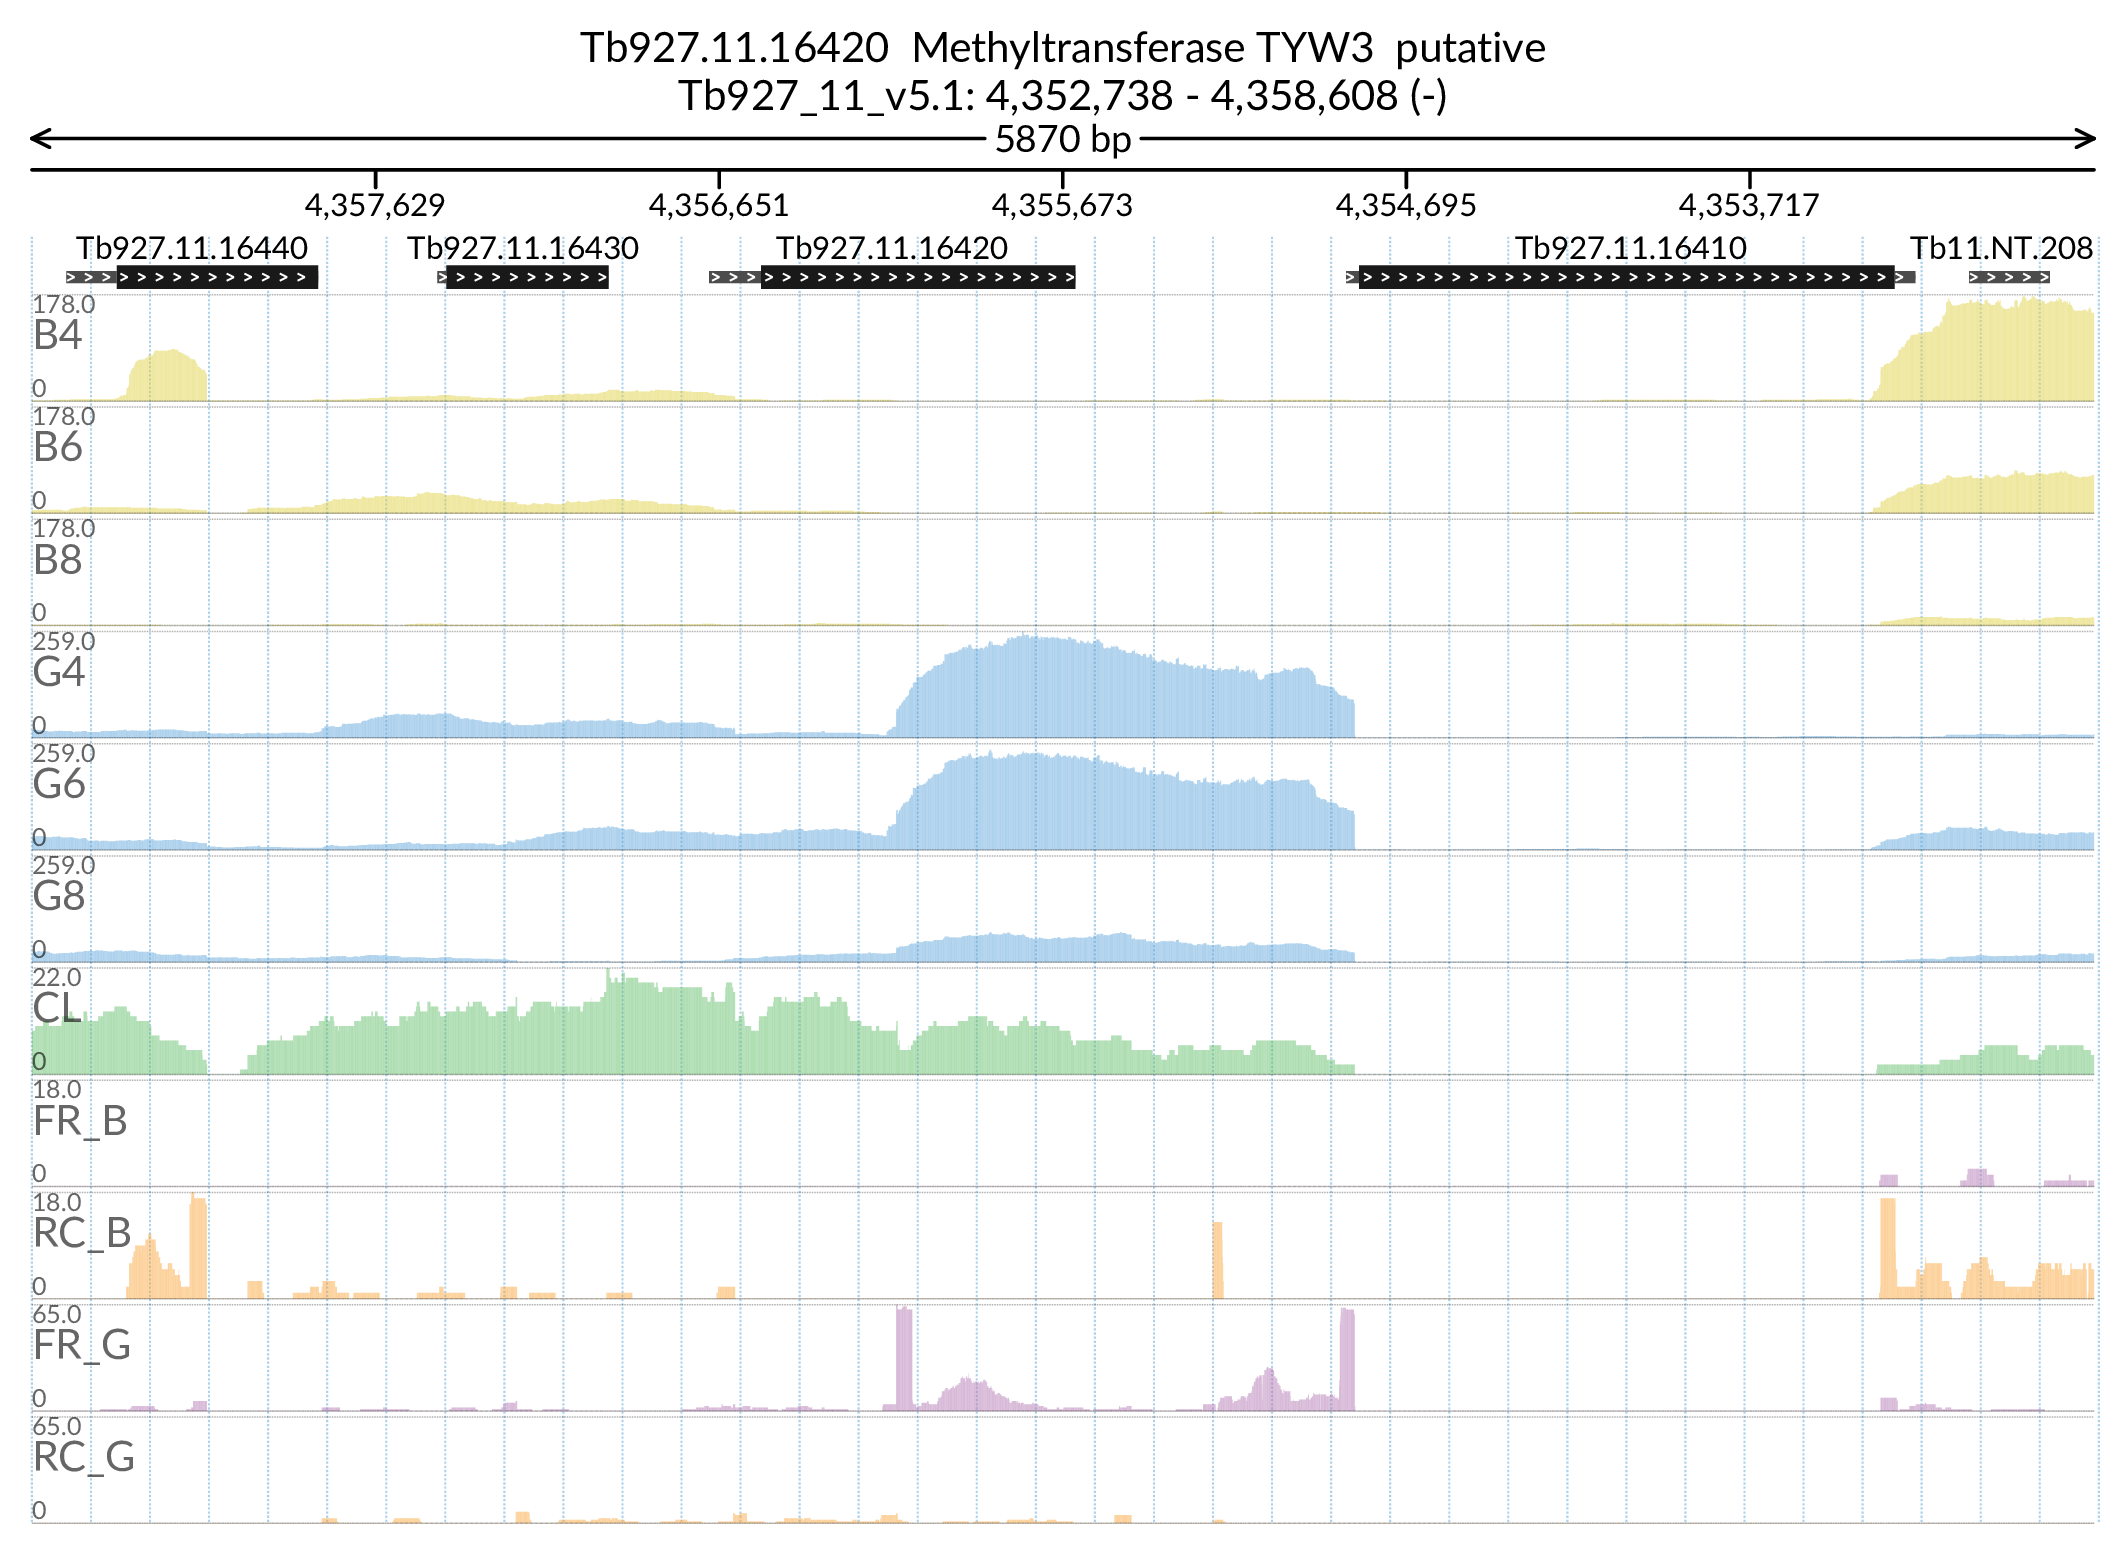 Tb927.11.16420  Methyltransferase TYW3  putative
Tb927_11_v5.1: 4,352,738 - 4,358,608 (-)
5870 bp
4,357,629 4,356,651 4,355,673 4,354,695 4,353,717
Tb927.11.16440 Tb927.11.16430 Tb927.11.16420 Tb927.11.16410 Tb11.NT.208
178.0
B4
0
178.0
B6
0
178.0
B8
0
259.0
G4
0
259.0
G6
0
259.0
G8
0
22.0
CL
0
18.0
FR_B
0
18.0
RC_B
0
65.0
FR_G
0
65.0
RC_G
0